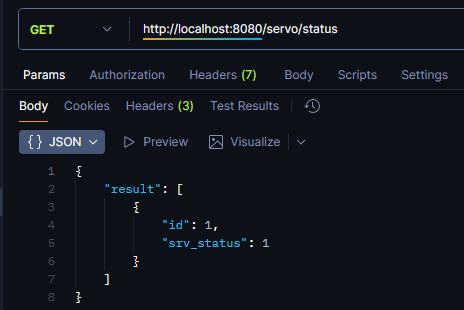 GET http://localhost:8080/servo/status
Params Authorization Headers (7) Body Scripts Settings
Body Cookies Headers (3) Test Results
{} JSON Preview Visualize
1 {
2 "result": [
3 {
4 "id": 1,
5 "srv_status": 1
6 }
7 ]
8 }